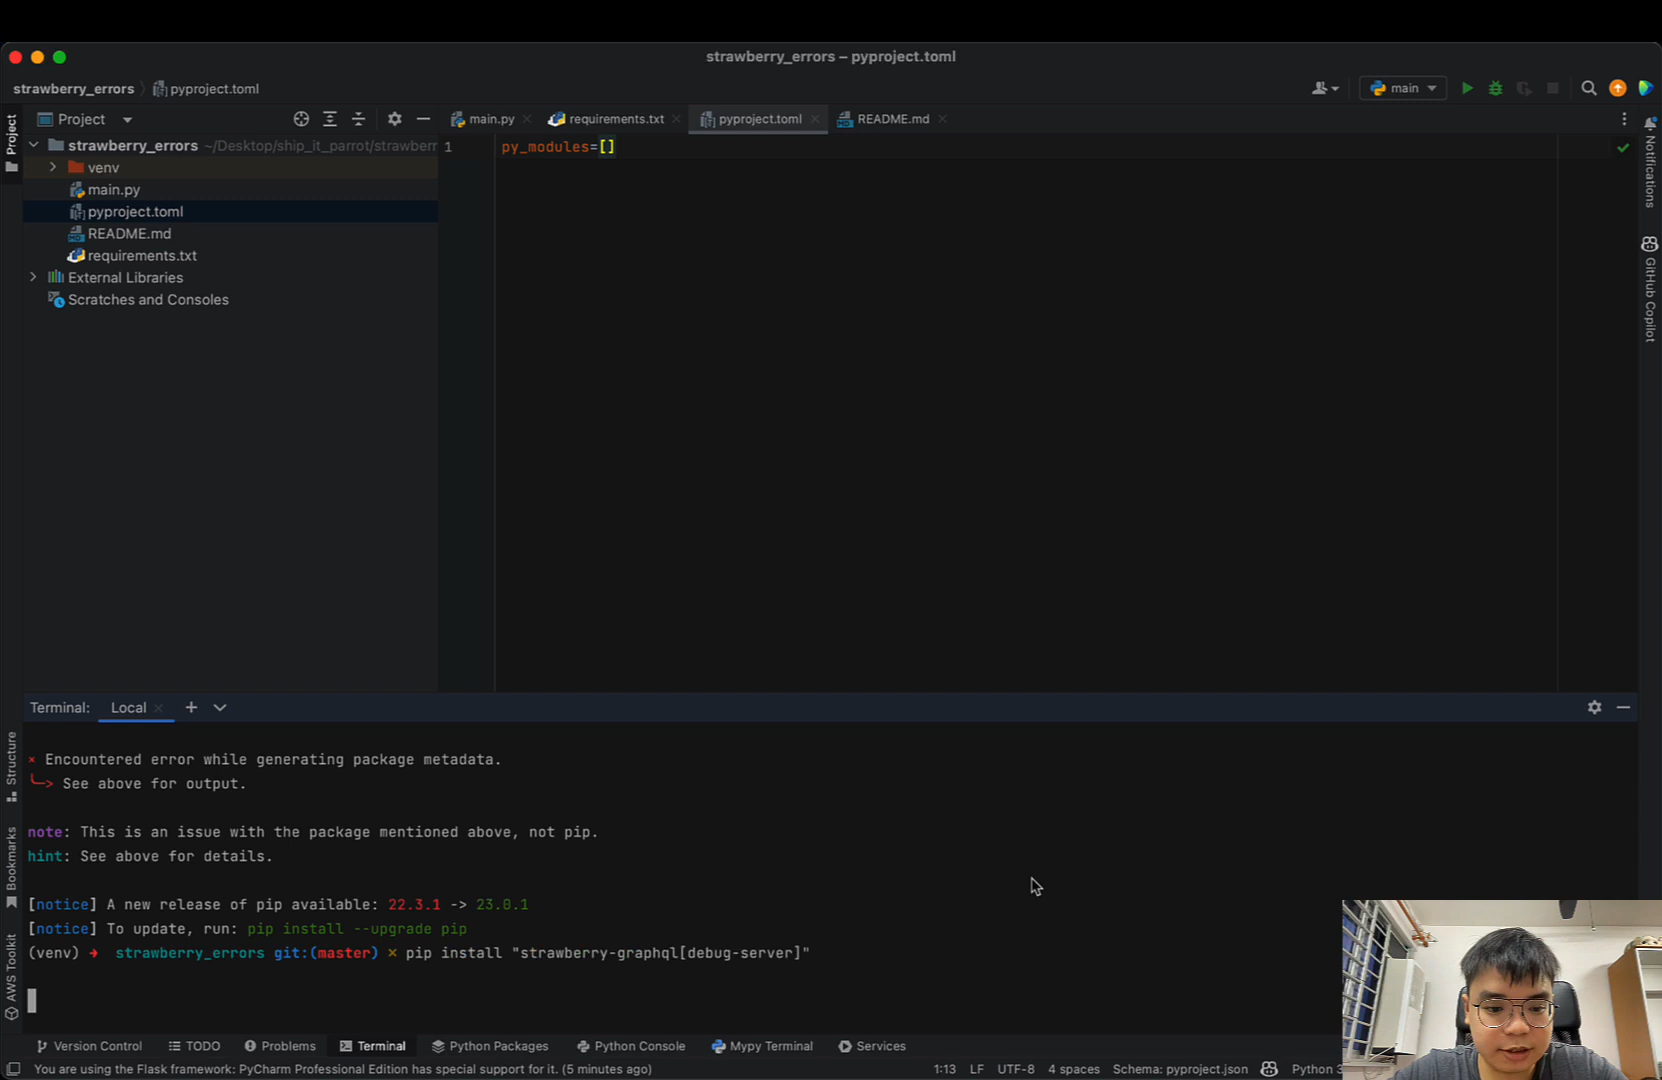 strawberry_errors – pyproject.toml
strawberry_errors
pyproject.toml
main
Project
Project
main.py
requirements.txt
pyproject.toml
README.md
strawberry_errors ~/Desktop/ship_it_parrot/strawberr
1 py_modules=[]
venv
main.py
pyproject.toml
README.md
requirements.txt
External Libraries
Scratches and Consoles
Notifications
GitHub Copilot
Terminal: Local
Structure
Bookmarks
AWS Toolkit
× Encountered error while generating package metadata.
╰─> See above for output.
note: This is an issue with the package mentioned above, not pip.
hint: See above for details.
[notice] A new release of pip available: 22.3.1 -> 23.0.1
[notice] To update, run: pip install --upgrade pip
(venv) ➜ strawberry_errors git:(master) ✗ pip install "strawberry-graphql[debug-server]"
Version Control
TODO
Problems
Terminal
Python Packages
Python Console
Mypy Terminal
Services
You are using the Flask framework: PyCharm Professional Edition has special support for it. (5 minutes ago)
1:13 LF UTF-8 4 spaces Schema: pyproject.json Python 3